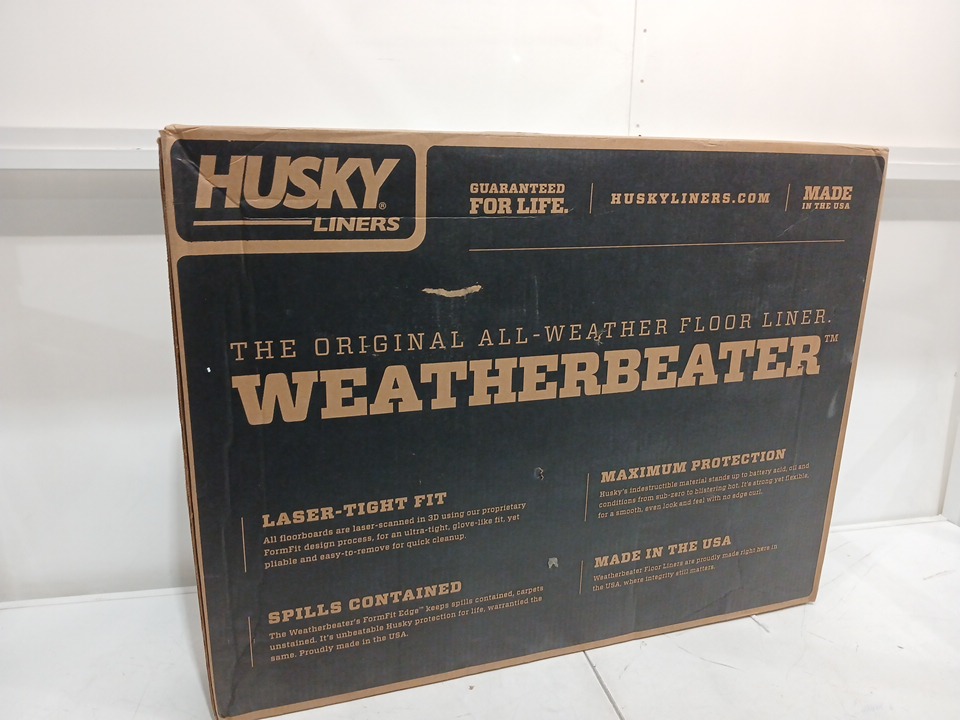 HUSKY®
LINERS
GUARANTEED
FOR LIFE.
HUSKYLINERS.COM
MADE
IN THE USA
THE ORIGINAL ALL-WEATHER FLOOR LINER.
WEATHERBEATER™
LASER-TIGHT FIT
All floorboards are laser-scanned in 3D using our proprietary
FormFit design process, for an ultra-tight, glove-like fit, yet
pliable and easy-to-remove for quick cleanup.
SPILLS CONTAINED
The Weatherbeater's FormFit Edge™ keeps spills contained, carpets
unstained. It's unbeatable Husky protection for life, warrantied the
same. Proudly made in the USA.
MAXIMUM PROTECTION
Husky's indestructible material stands up to battery acid, oil and
conditions from sub-zero to blistering hot. It's strong yet flexible,
for a smooth, even look and feel with no edge curl.
MADE IN THE USA
Weatherbeater Floor Liners are proudly made right here in
the USA, where integrity still matters.